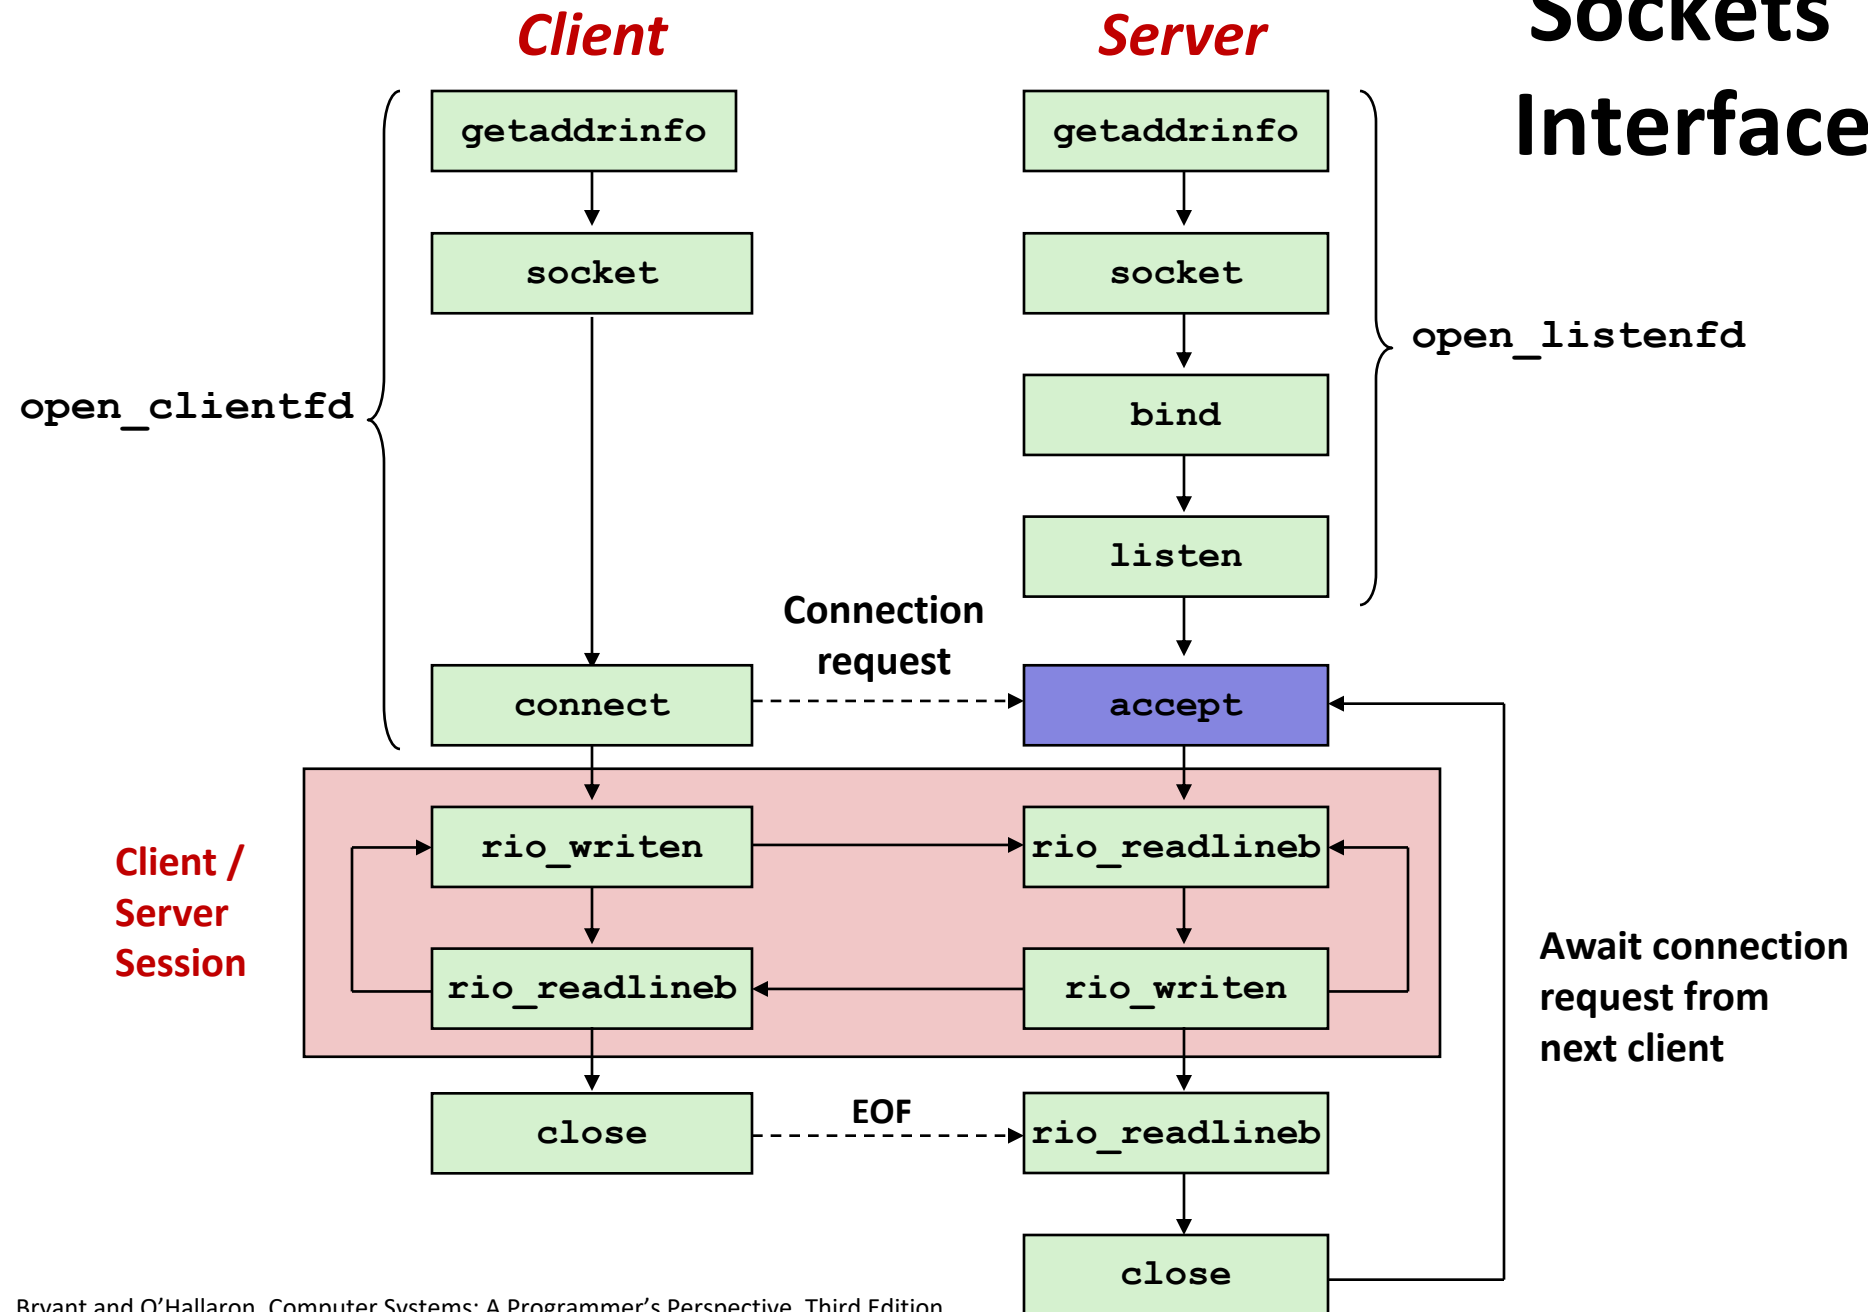 Client
Server
Sockets
Interface
getaddrinfo
getaddrinfo
socket
socket
open_listenfd
open_clientfd
bind
listen
Connection
request
connect
accept
Client /
Server
Session
rio_writen
rio_readlineb
rio_readlineb
rio_writen
Await connection
request from
next client
close
EOF
rio_readlineb
close
Bryant and O'Hallaron, Computer Systems: A Programmer's Perspective, Third Edition